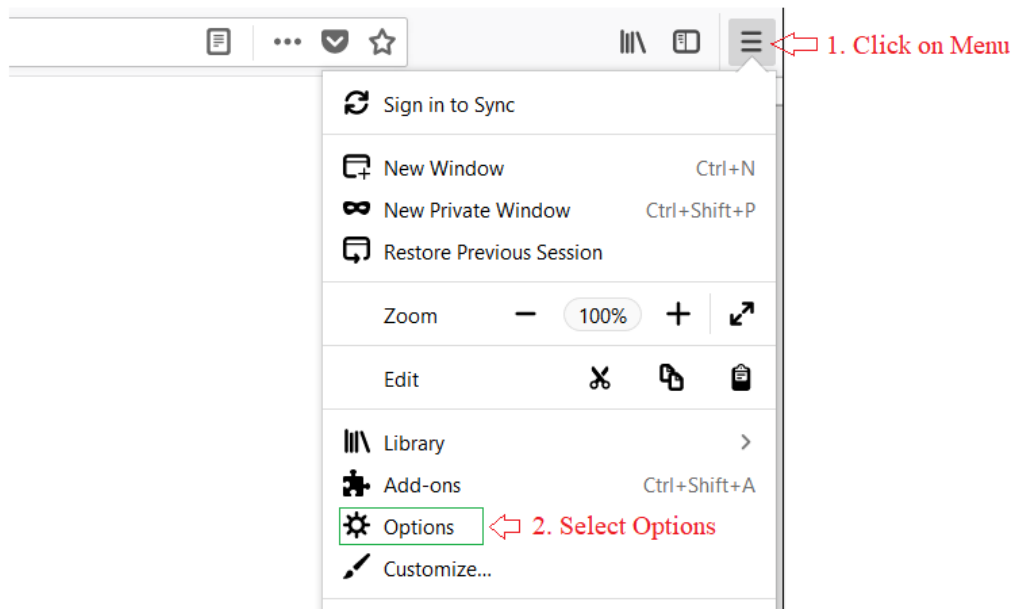 1. Click on Menu
Sign in to Sync
New Window Ctrl+N
New Private Window Ctrl+Shift+P
Restore Previous Session
Zoom 100%
Edit
Library
Add-ons Ctrl+Shift+A
Options 2. Select Options
Customize...